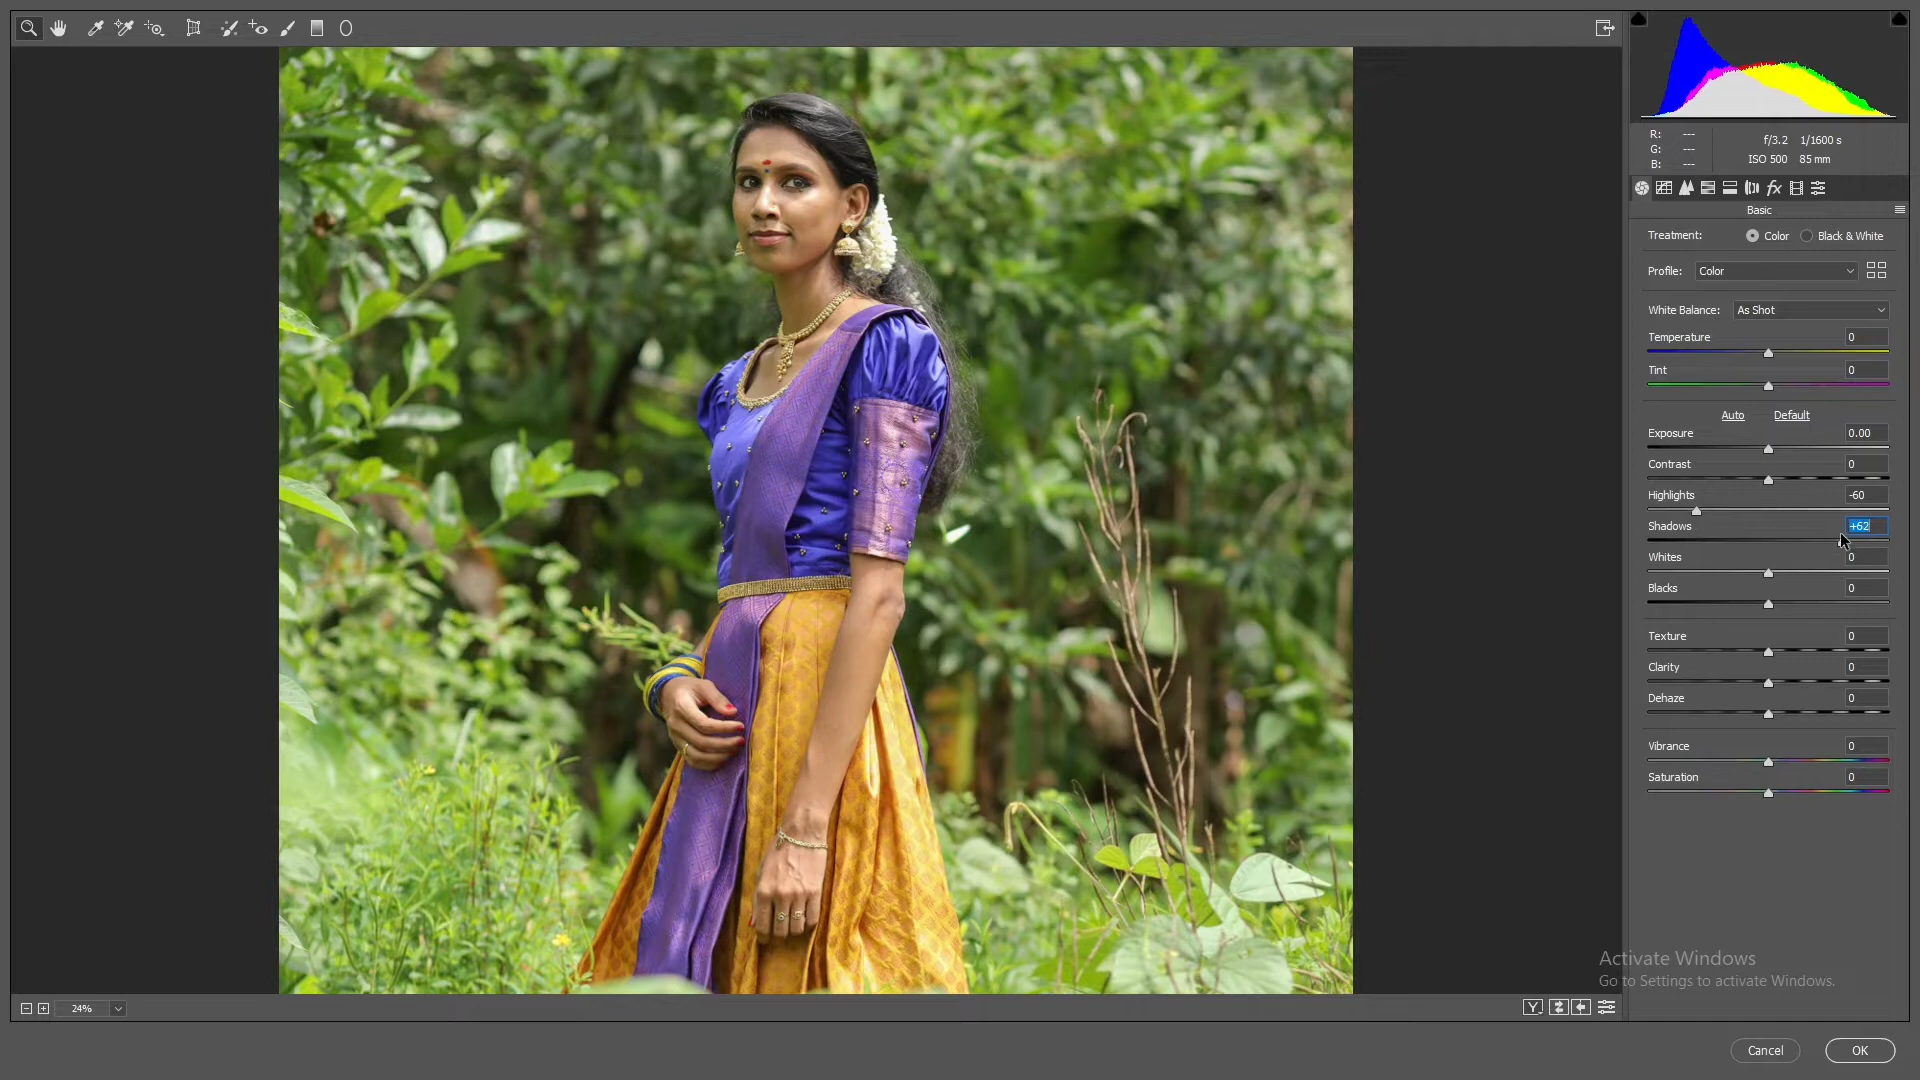 R: ---
G: ---
B: ---
f/3.2 1/1600 s
ISO 500 85 mm
fx
Basic
Treatment: Color Black & White
Profile: Color
White Balance: As Shot
Temperature 0
Tint 0
Auto Default
Exposure 0.00
Contrast 0
Highlights -60
Shadows +62
Whites 0
Blacks 0
Texture 0
Clarity 0
Dehaze 0
Vibrance 0
Saturation 0
Activate Windows
Go to Settings to activate Windows.
24% Y
Cancel OK